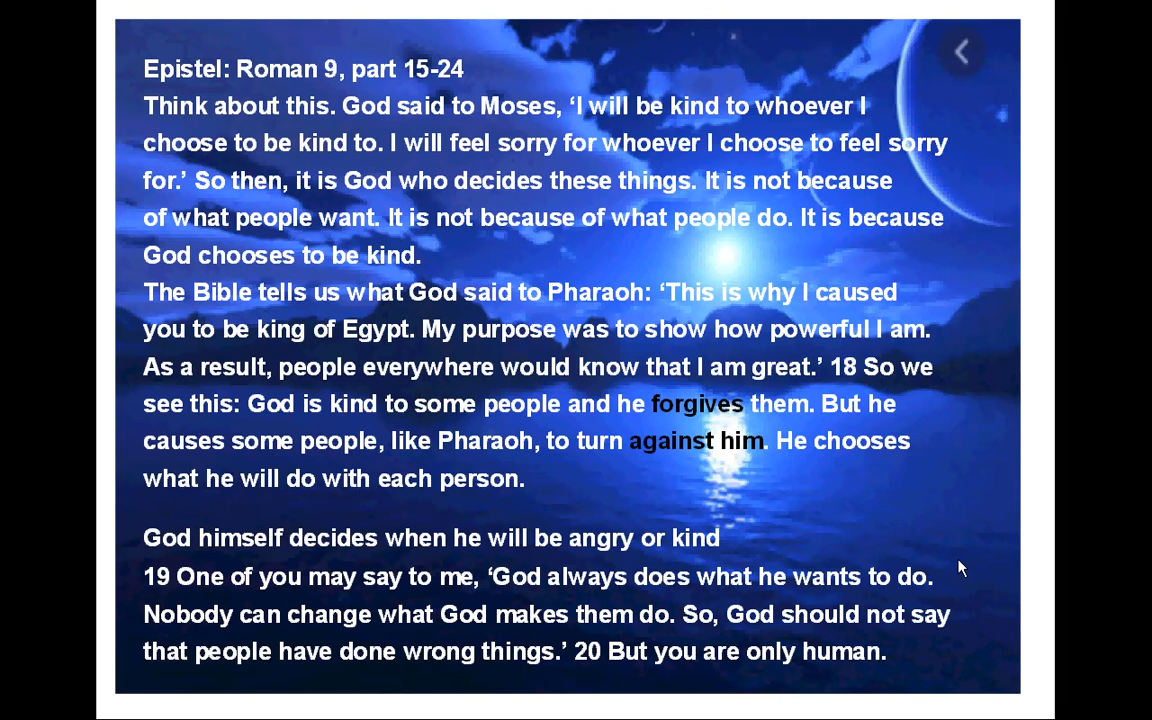 Epistel: Roman 9, part 15-24
Think about this. God said to Moses, ‘I will be kind to whoever I
choose to be kind to. I will feel sorry for whoever I choose to feel sorry
for.’ So then, it is God who decides these things. It is not because
of what people want. It is not because of what people do. It is because
God chooses to be kind.
The Bible tells us what God said to Pharaoh: ‘This is why I caused
you to be king of Egypt. My purpose was to show how powerful I am.
As a result, people everywhere would know that I am great.’ 18 So we
see this: God is kind to some people and he forgives them. But he
causes some people, like Pharaoh, to turn against him. He chooses
what he will do with each person.
God himself decides when he will be angry or kind
19 One of you may say to me, ‘God always does what he wants to do.
Nobody can change what God makes them do. So, God should not say
that people have done wrong things.’ 20 But you are only human.